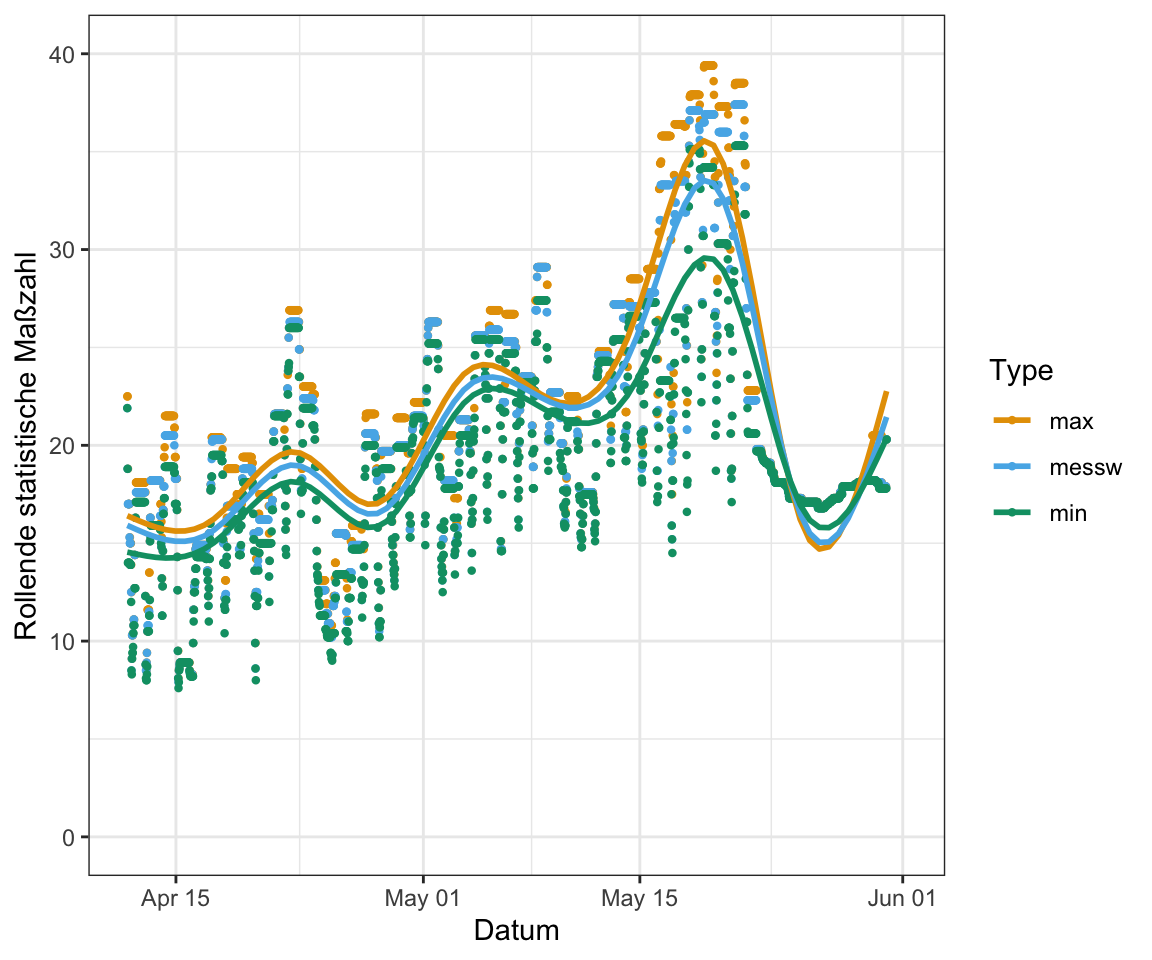 Rollende statistische Maßzahl
40
30
20
10
0
Apr 15
May 01
May 15
Jun 01
Datum
Type
max
messw
min